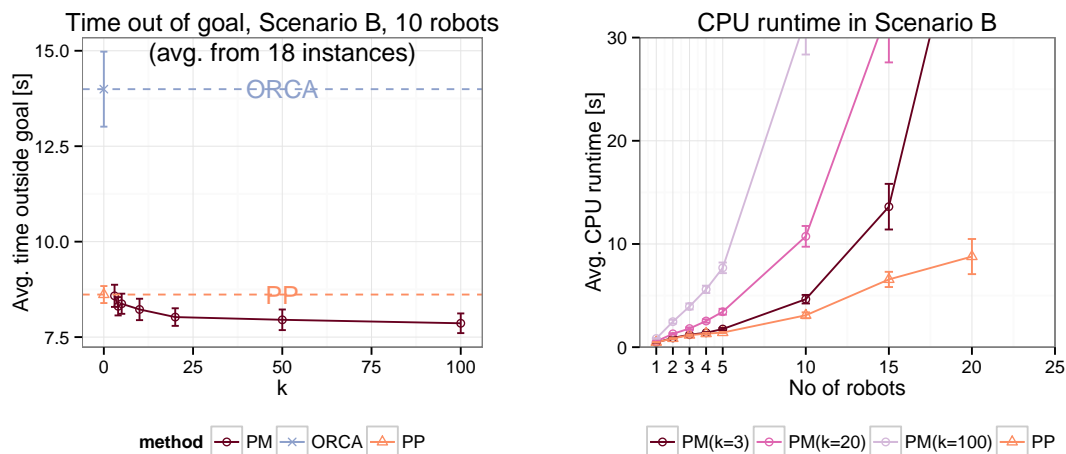 Time out of goal, Scenario B, 10 robots
(avg. from 18 instances)
Avg. time outside goal [s]
15.0
12.5
10.0
7.5
ORCA
PP
0
25
50
75
100
k
method PM ORCA PP
CPU runtime in Scenario B
Avg. CPU runtime [s]
30
20
10
0
1 2 3 4 5 10 15 20 25
No of robots
PM(k=3) PM(k=20) PM(k=100) PP